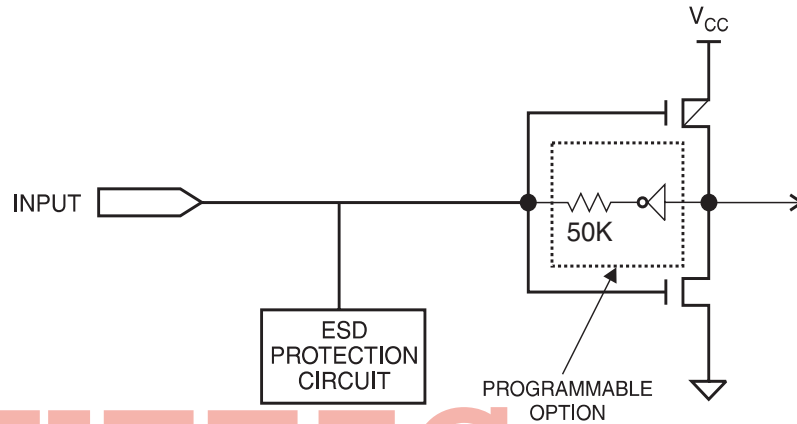 VCC
INPUT
50K
ESD
PROTECTION
CIRCUIT
PROGRAMMABLE
OPTION